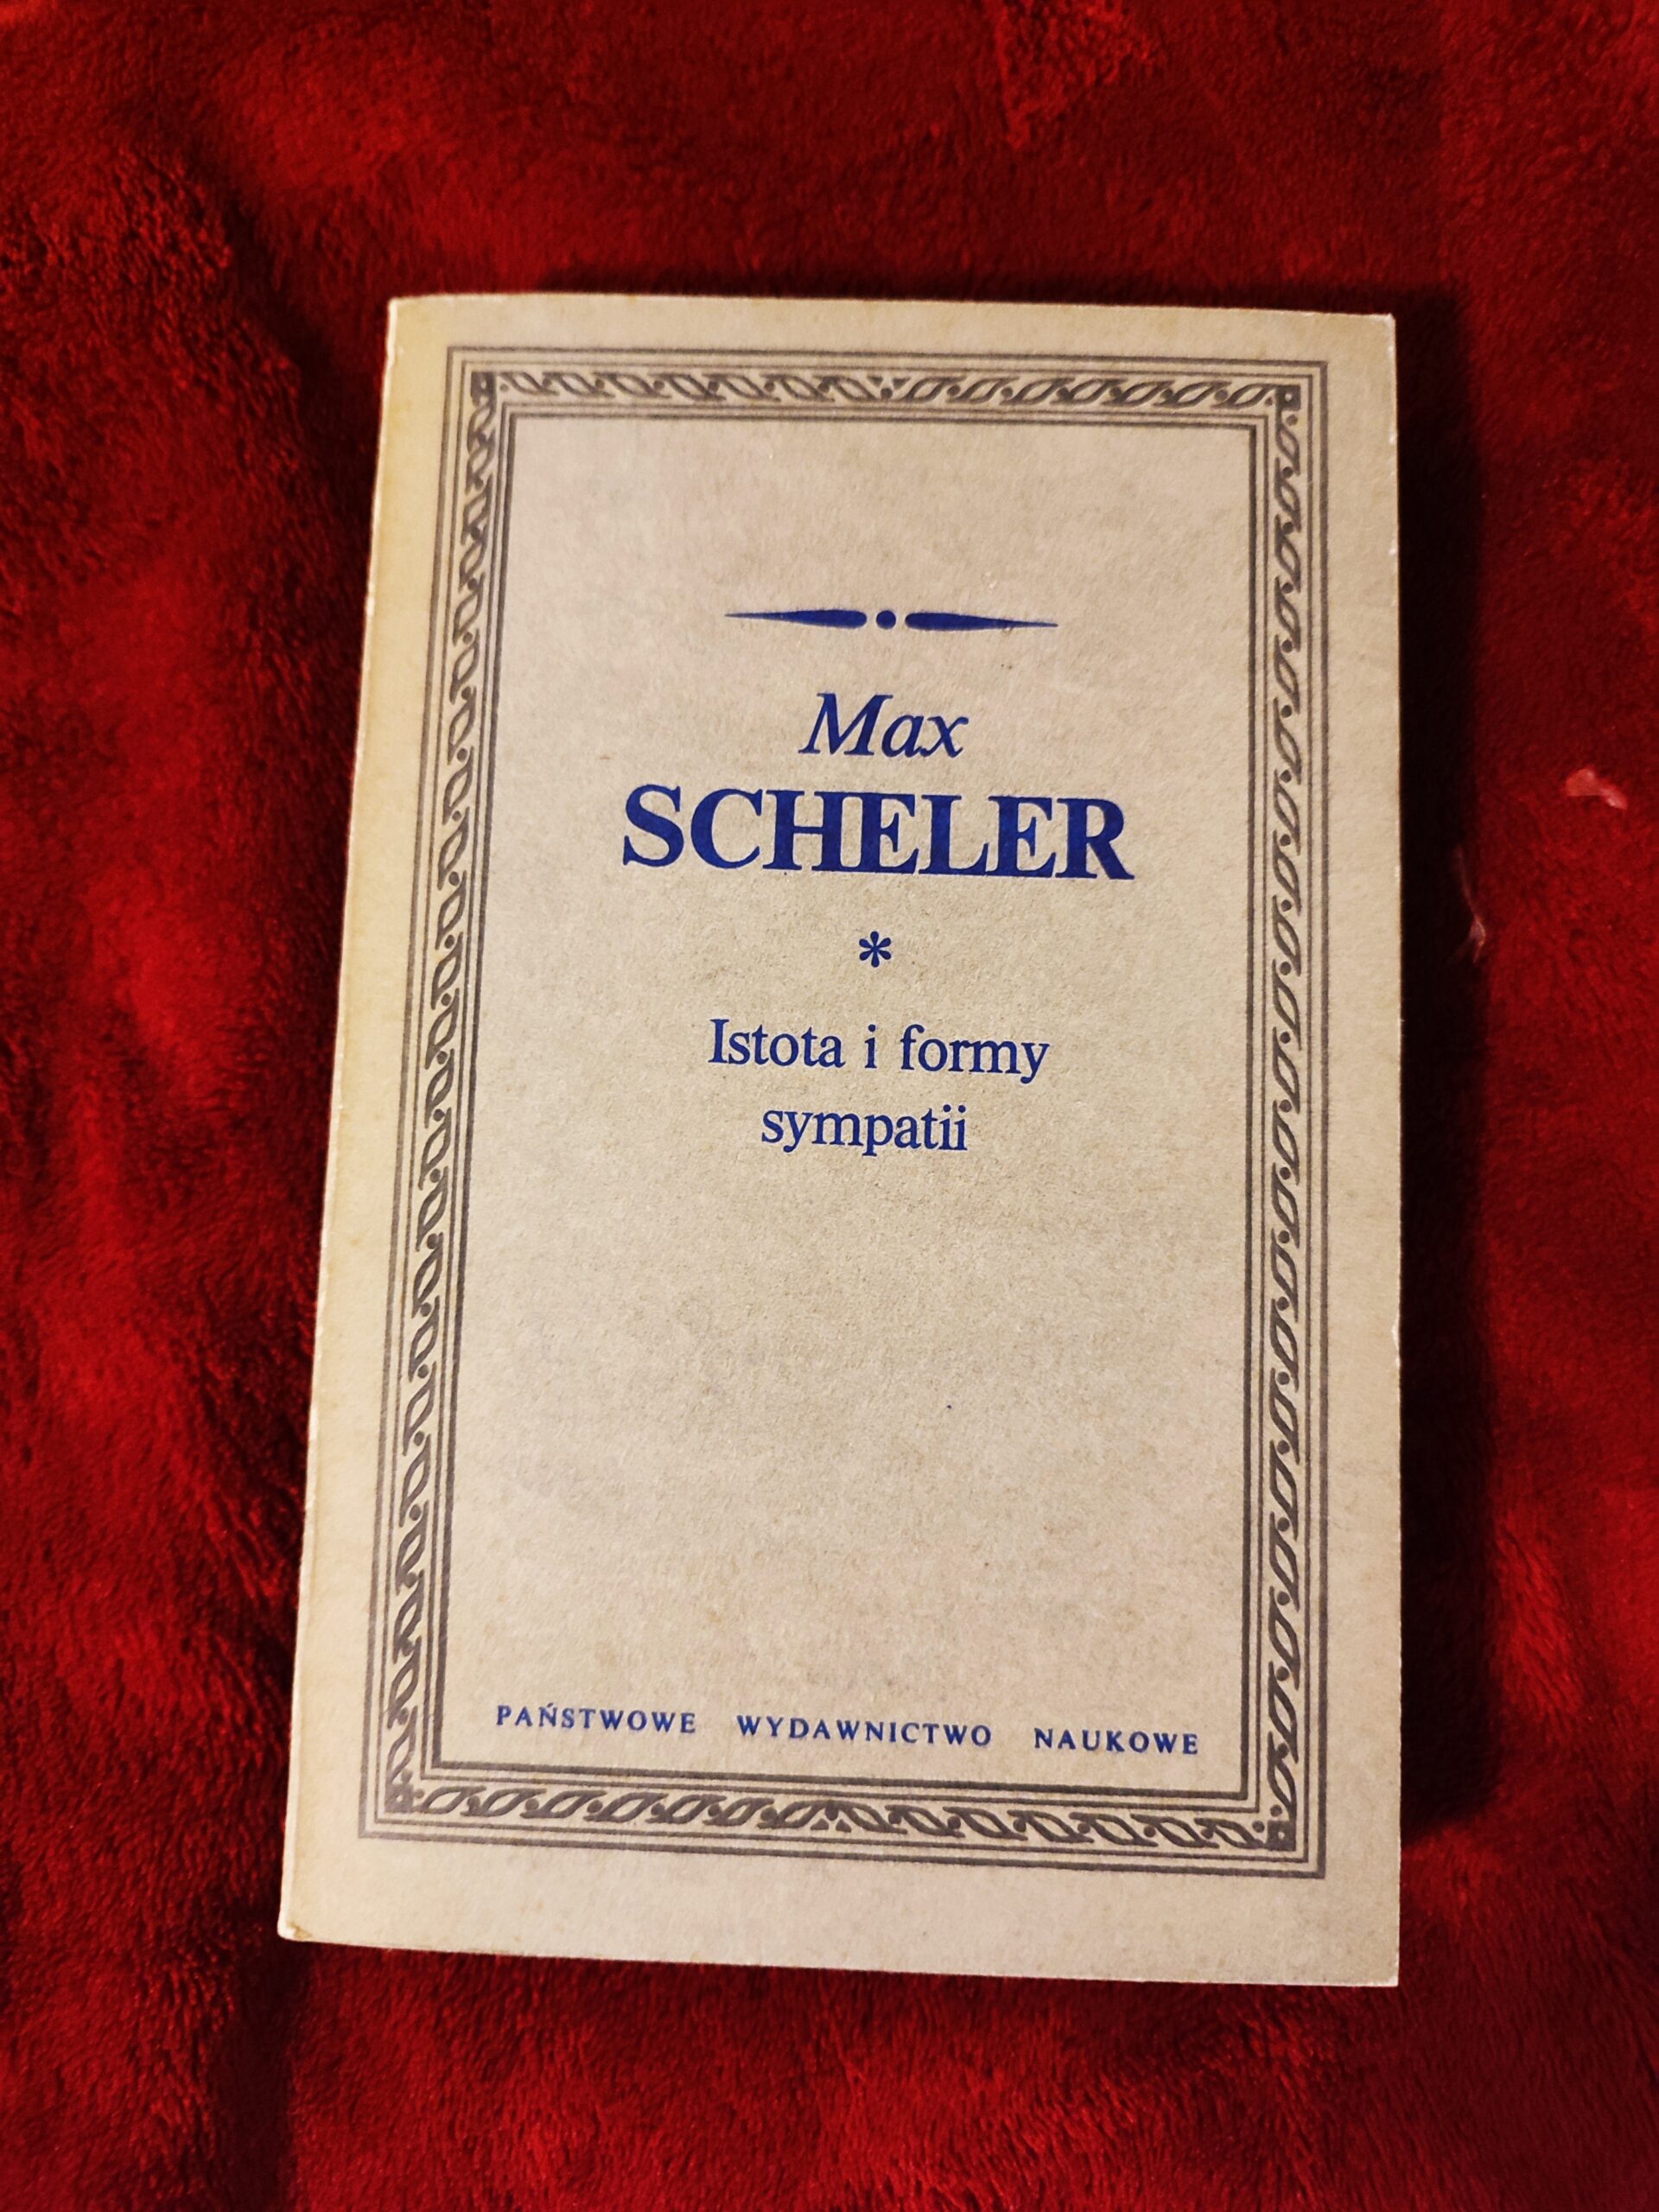 Max
SCHELER
*
Istota i formy
sympatii
PAŃSTWOWE WYDAWNICTWO NAUKOWE